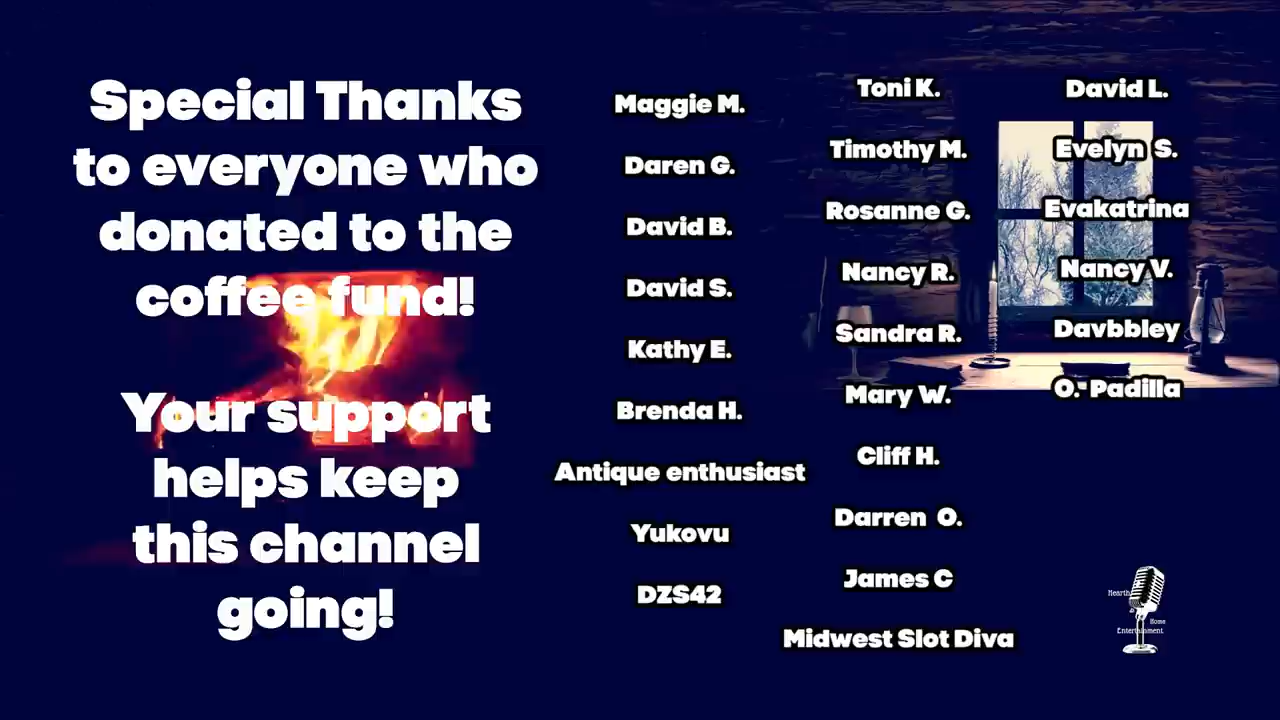 Special Thanks
to everyone who
donated to the
coffee fund!
Your support
helps keep
this channel
going!
Maggie M.
Daren G.
David B.
David S.
Kathy E.
Brenda H.
Antique enthusiast
Yukovu
DZS42
Toni K.
Timothy M.
Rosanne G.
Nancy R.
Sandra R.
Mary W.
Cliff H.
Darren  O.
James C
Midwest Slot Diva
David L.
Evelyn  S.
Evakatrina
Nancy V.
Davbbley
O. Padilla
Hearth
Home
Entertainment